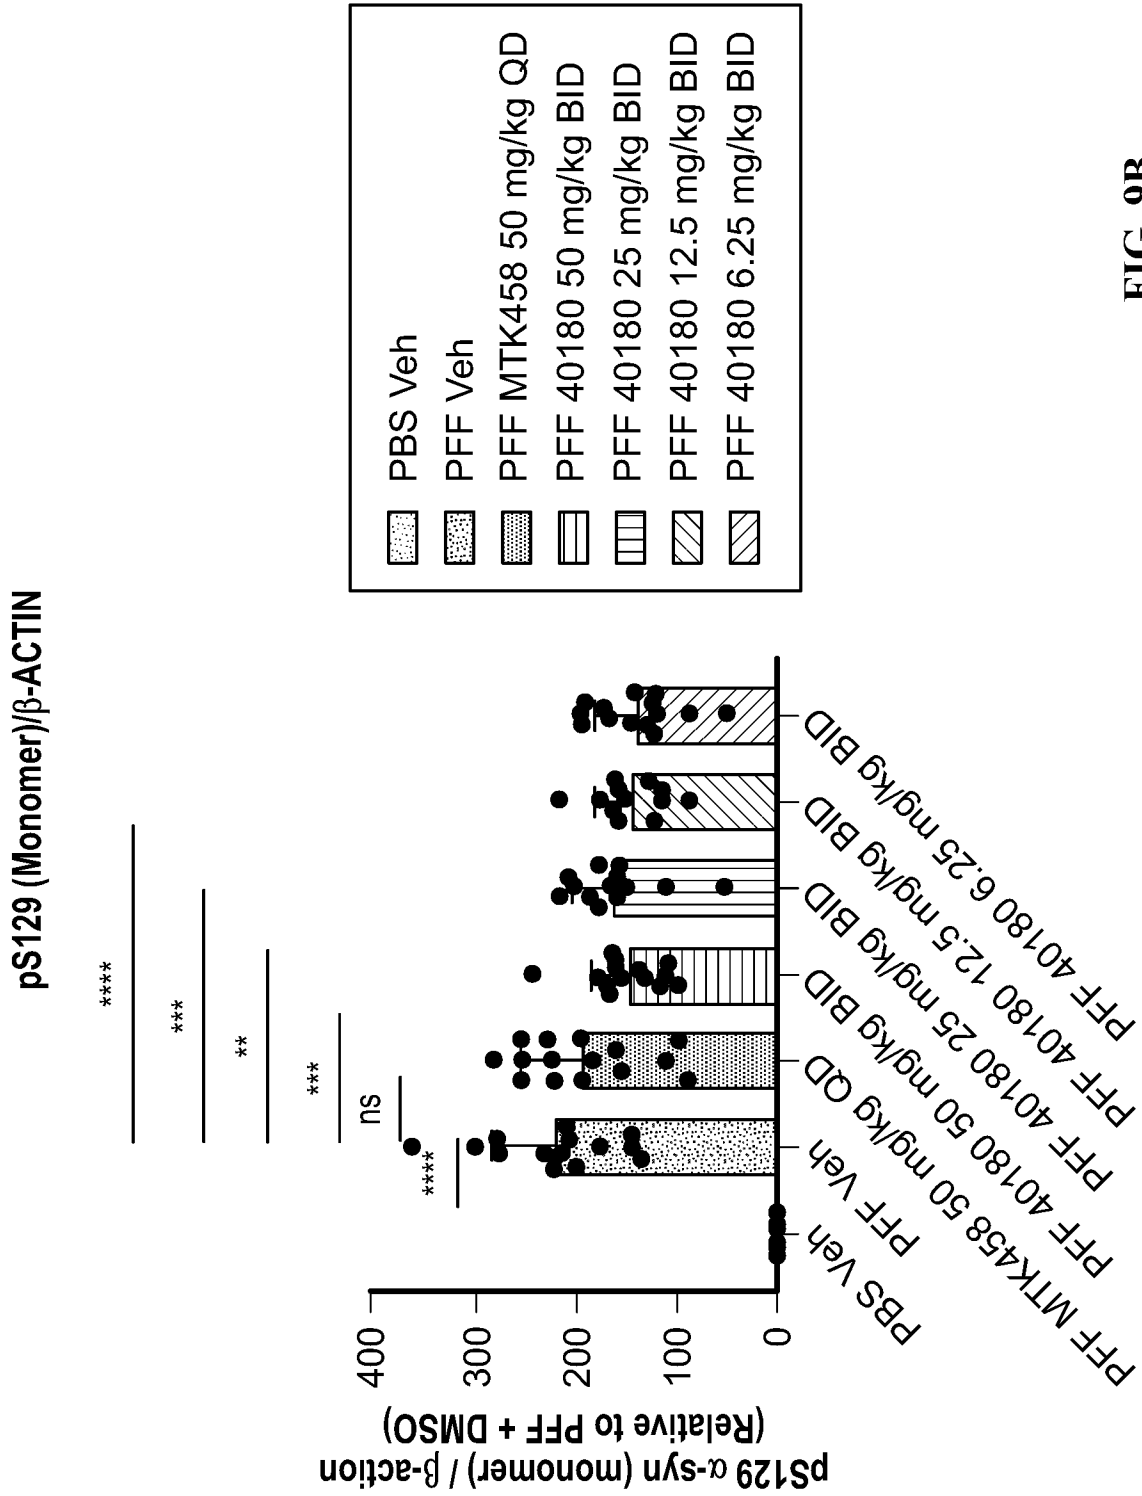 pS129 (Monomer)/β-ACTIN
****
***
**
***
ns
****
pS129 α-syn (monomer) / β-action
(Relative to PFF + DMSO)
400
300
200
100
0
PBS Veh
PFF Veh
PFF MTK458 50 mg/kg QD
PFF 40180 50 mg/kg BID
PFF 40180 25 mg/kg BID
PFF 40180 12.5 mg/kg BID
PFF 40180 6.25 mg/kg BID
PBS Veh
PFF Veh
PFF MTK458 50 mg/kg QD
PFF 40180 50 mg/kg BID
PFF 40180 25 mg/kg BID
PFF 40180 12.5 mg/kg BID
PFF 40180 6.25 mg/kg BID
FIG. 9B